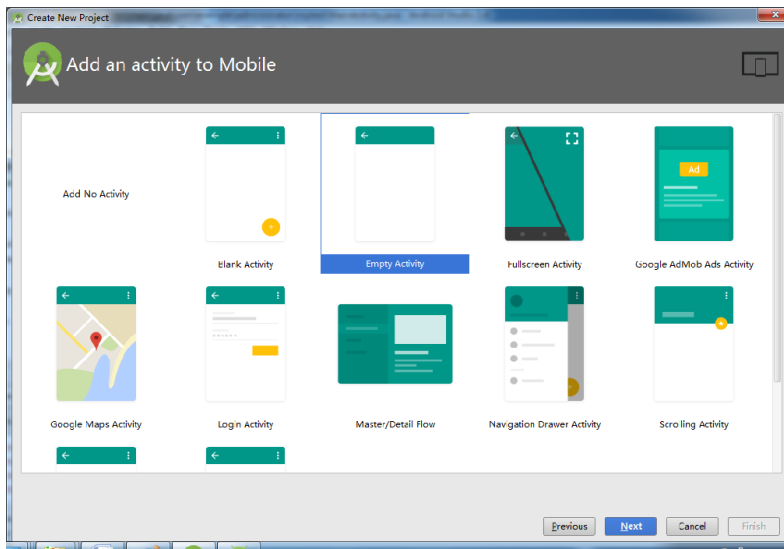 Create New Project
Add an activity to Mobile
Add No Activity
Blank Activity
Empty Activity
Fullscreen Activity
Ad
Google AdMob Ads Activity
Google Maps Activity
Login Activity
Master/Detail Flow
Navigation Drawer Activity
Scrolling Activity
Previous
Next
Cancel
Finish